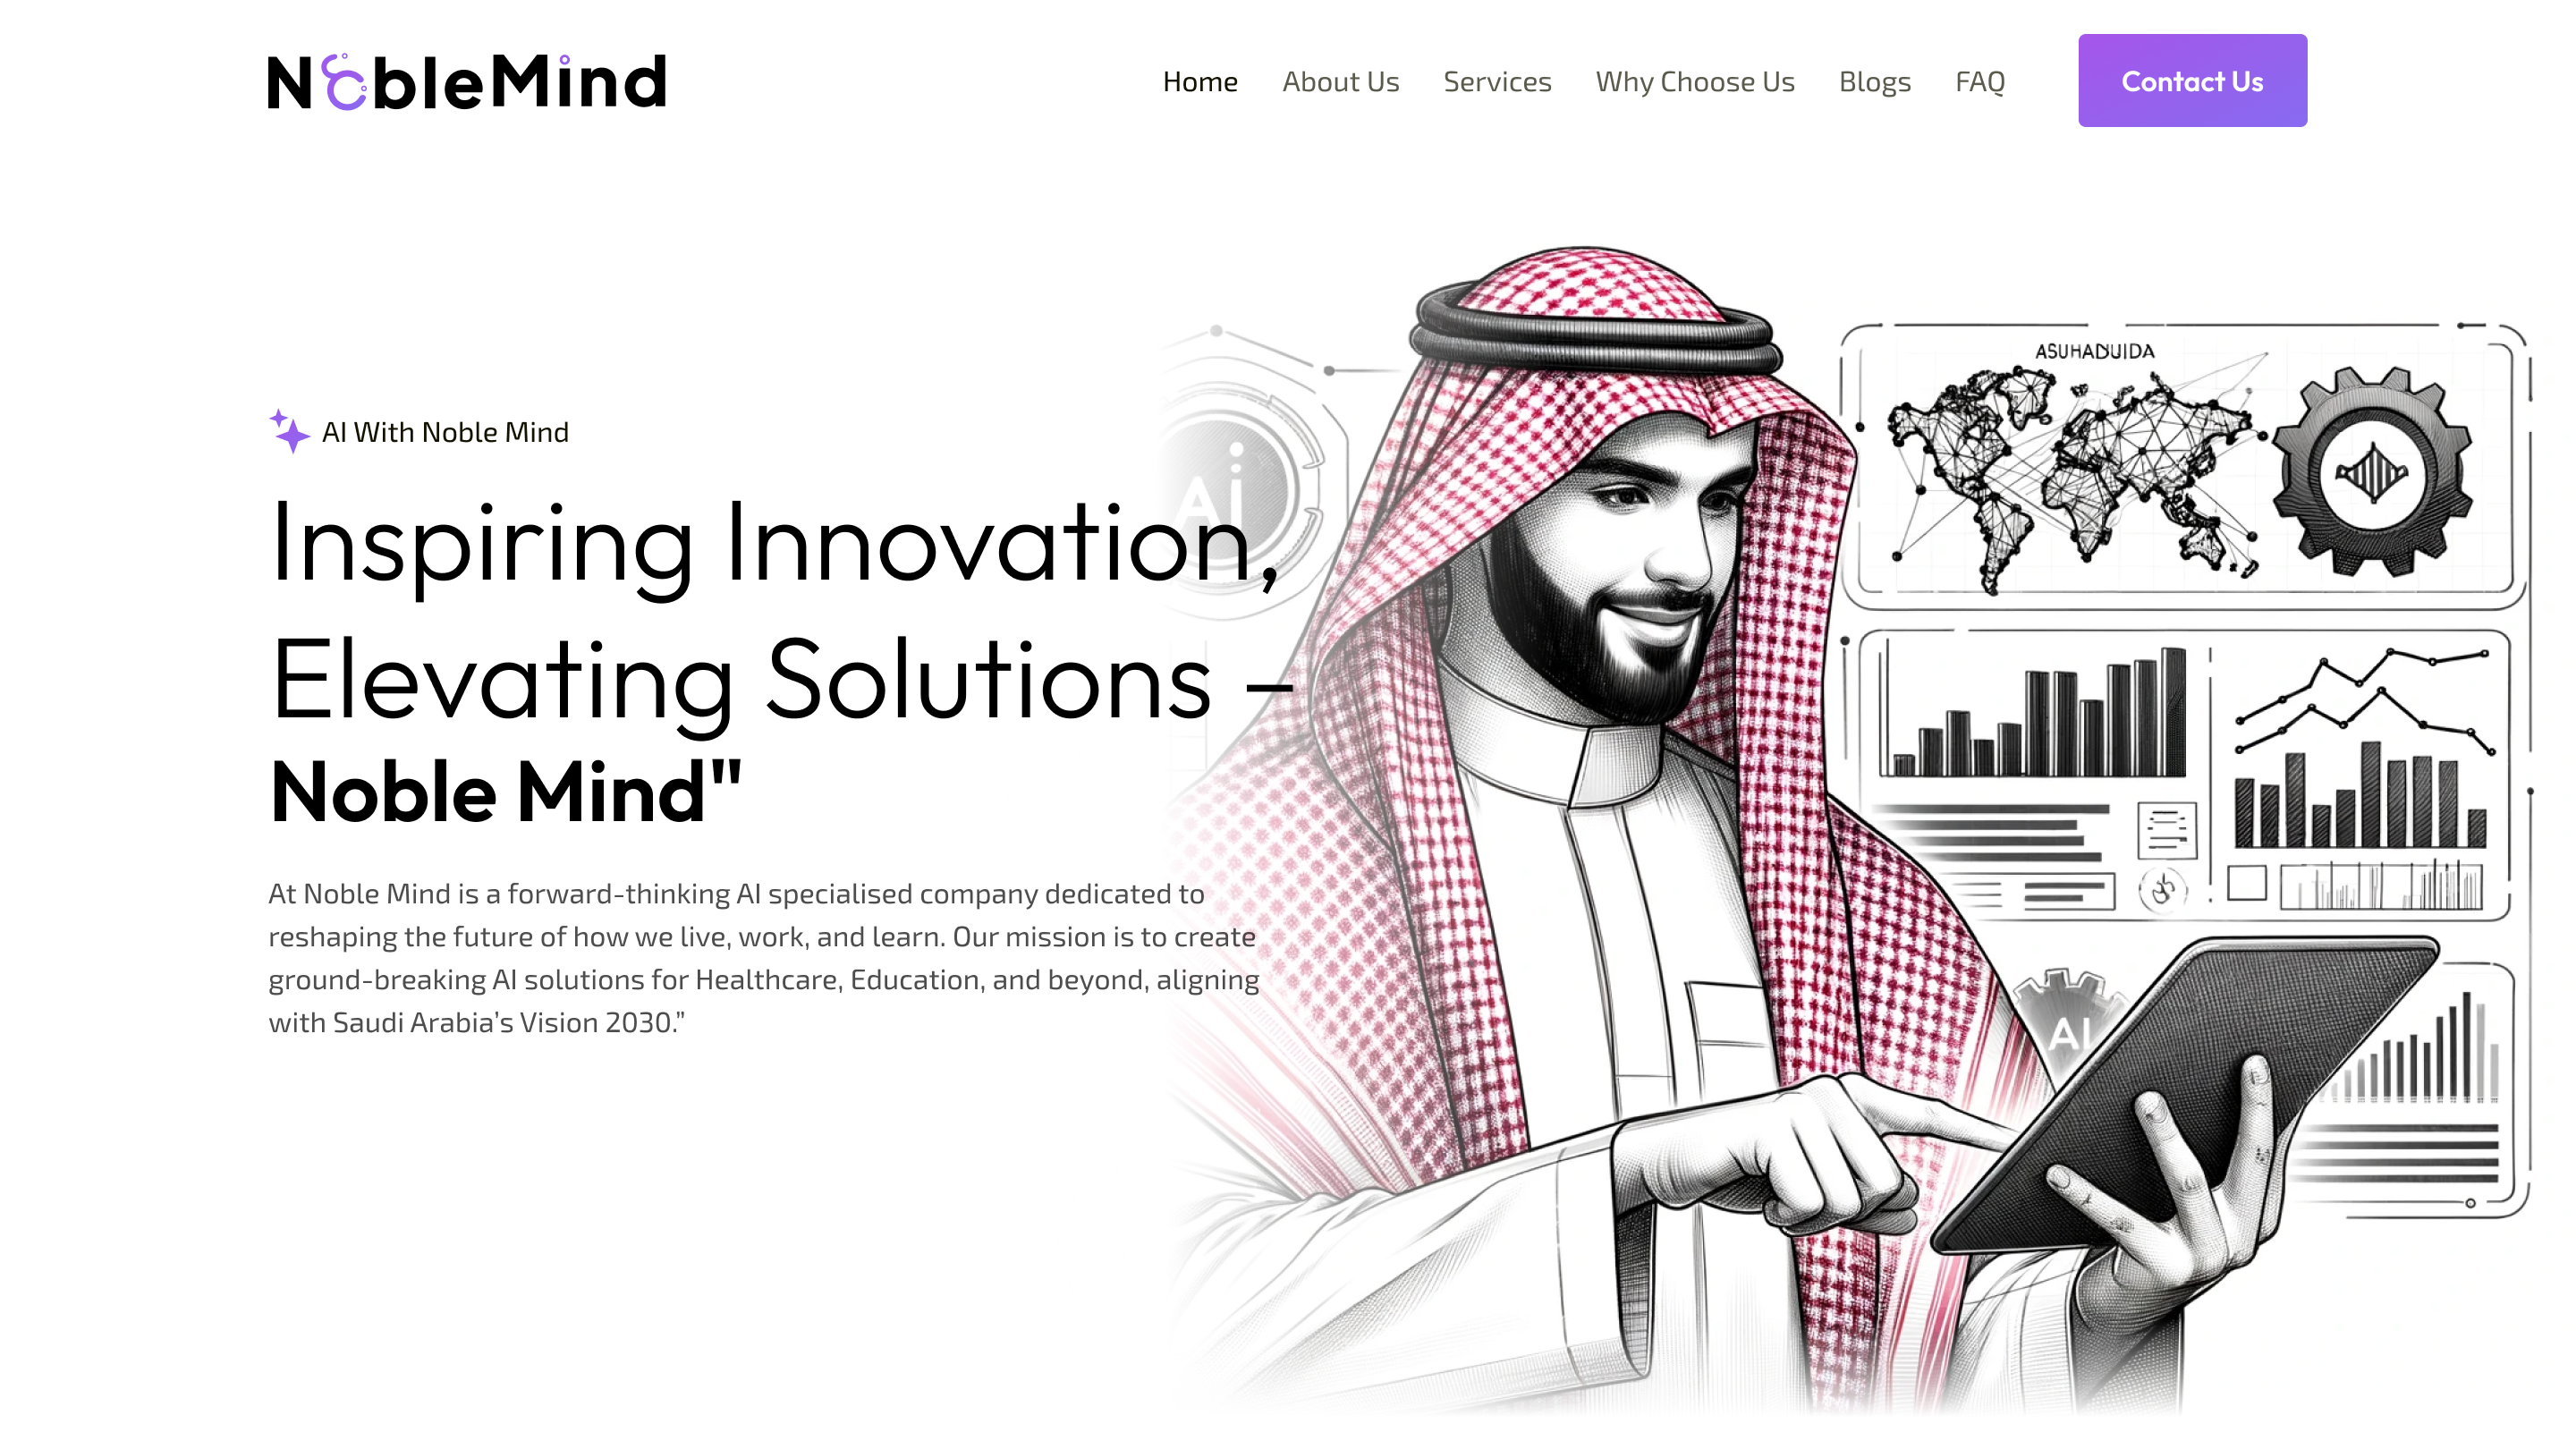 NobleMind
Home
About Us
Services
Why Choose Us
Blogs
FAQ
Contact Us
ASUHADUIDA
AI With Noble Mind
Ai
Inspiring Innovation,
Elevating Solutions –
Noble Mind"
At Noble Mind is a forward-thinking AI specialised company dedicated to
reshaping the future of how we live, work, and learn. Our mission is to create
ground-breaking AI solutions for Healthcare, Education, and beyond, aligning
with Saudi Arabia’s Vision 2030.”
AI